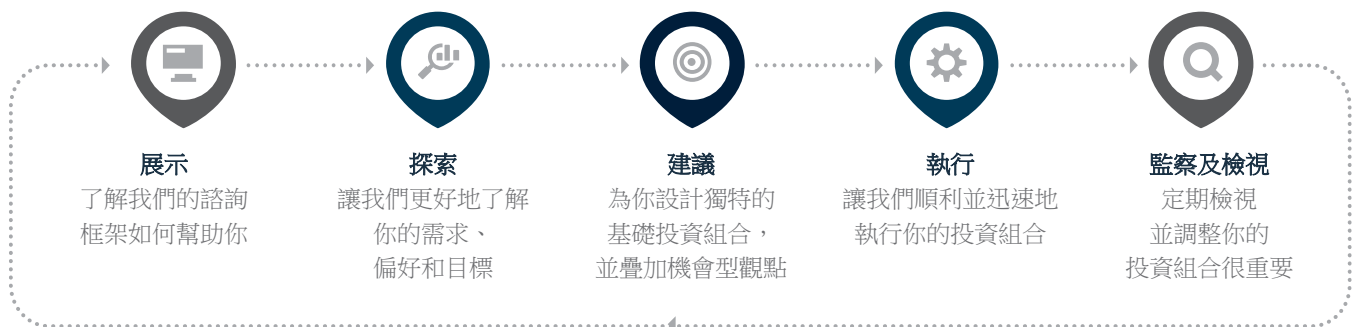 展示
了解我們的諮詢
框架如何幫助你
探索
讓我們更好地了解
你的需求、
偏好和目標
建議
為你設計獨特的
基礎投資組合，
並疊加機會型觀點
執行
讓我們順利並迅速地
執行你的投資組合
監察及檢視
定期檢視
並調整你的
投資組合很重要